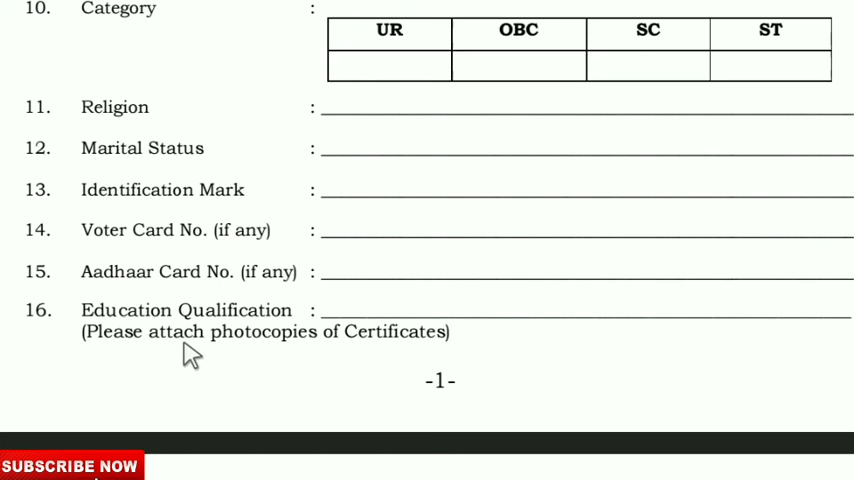 10. Category :
UR OBC SC ST
11. Religion :
12. Marital Status :
13. Identification Mark :
14. Voter Card No. (if any) :
15. Aadhaar Card No. (if any) :
16. Education Qualification :
(Please attach photocopies of Certificates)
-1-
SUBSCRIBE NOW